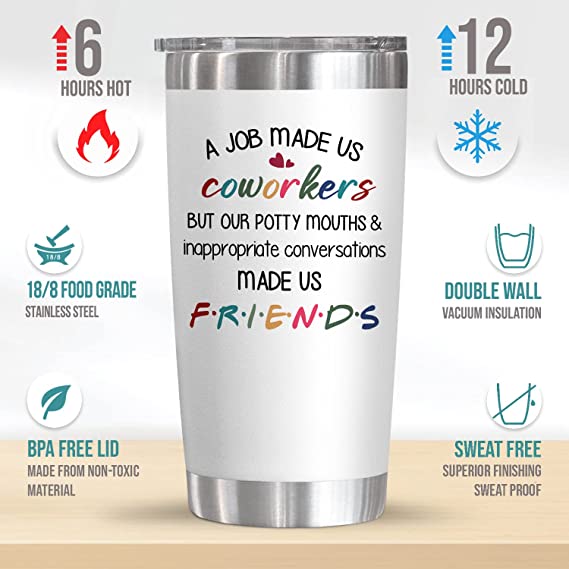 6
HOURS HOT
12
HOURS COLD
A JOB MADE US
coworkers
BUT OUR POTTY MOUTHS &
inappropriate conversations
MADE US
F·R·I·E·N·D·S
18/8
18/8 FOOD GRADE
STAINLESS STEEL
DOUBLE WALL
VACUUM INSULATION
BPA FREE LID
MADE FROM NON-TOXIC
MATERIAL
SWEAT FREE
SUPERIOR FINISHING
SWEAT PROOF